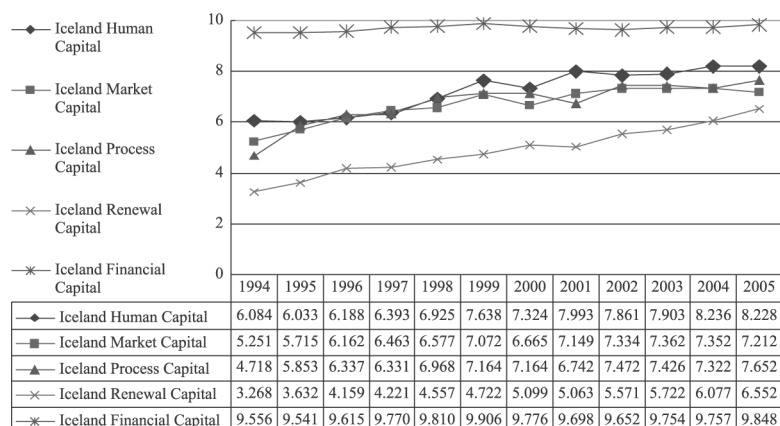 Iceland Human
Capital
Iceland Market
Capital
Iceland Process
Capital
Iceland Renewal
Capital
Iceland Financial
Capital
10
8
6
4
2
0
1994 1995 1996 1997 1998 1999 2000 2001 2002 2003 2004 2005
Iceland Human Capital 6.084 6.033 6.188 6.393 6.925 7.638 7.324 7.993 7.861 7.903 8.236 8.228
Iceland Market Capital 5.251 5.715 6.162 6.463 6.577 7.072 6.665 7.149 7.334 7.362 7.352 7.212
Iceland Process Capital 4.718 5.853 6.337 6.331 6.968 7.164 7.164 6.742 7.472 7.426 7.322 7.652
Iceland Renewal Capital 3.268 3.632 4.159 4.221 4.557 4.722 5.099 5.063 5.571 5.722 6.077 6.552
Iceland Financial Capital 9.556 9.541 9.615 9.770 9.810 9.906 9.776 9.698 9.652 9.754 9.757 9.848